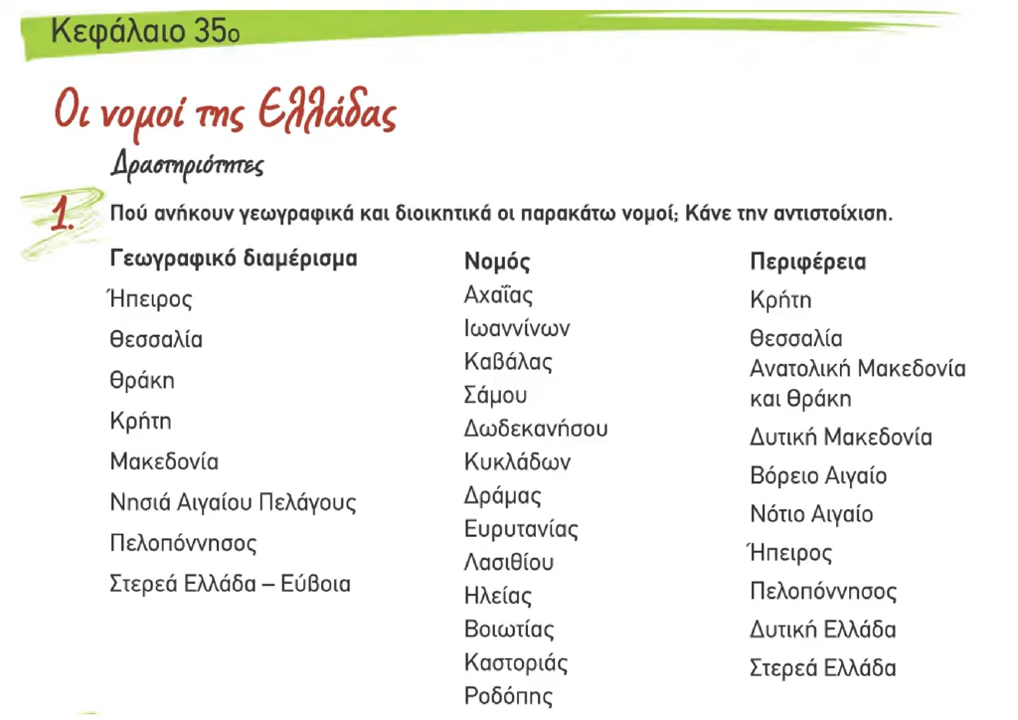 Κεφάλαιο 35ο
Οι νομοί της Ελλάδας
Δραστηριότητες
1. Πού ανήκουν γεωγραφικά και διοικητικά οι παρακάτω νομοί; Κάνε την αντιστοίχιση.
Γεωγραφικό διαμέρισμα
Ήπειρος
Θεσσαλία
Θράκη
Κρήτη
Μακεδονία
Νησιά Αιγαίου Πελάγους
Πελοπόννησος
Στερεά Ελλάδα – Εύβοια
Νομός
Αχαΐας
Ιωαννίνων
Καβάλας
Σάμου
Δωδεκανήσου
Κυκλάδων
Δράμας
Ευρυτανίας
Λασιθίου
Ηλείας
Βοιωτίας
Καστοριάς
Ροδόπης
Περιφέρεια
Κρήτη
Θεσσαλία
Ανατολική Μακεδονία
και Θράκη
Δυτική Μακεδονία
Βόρειο Αιγαίο
Νότιο Αιγαίο
Ήπειρος
Πελοπόννησος
Δυτική Ελλάδα
Στερεά Ελλάδα